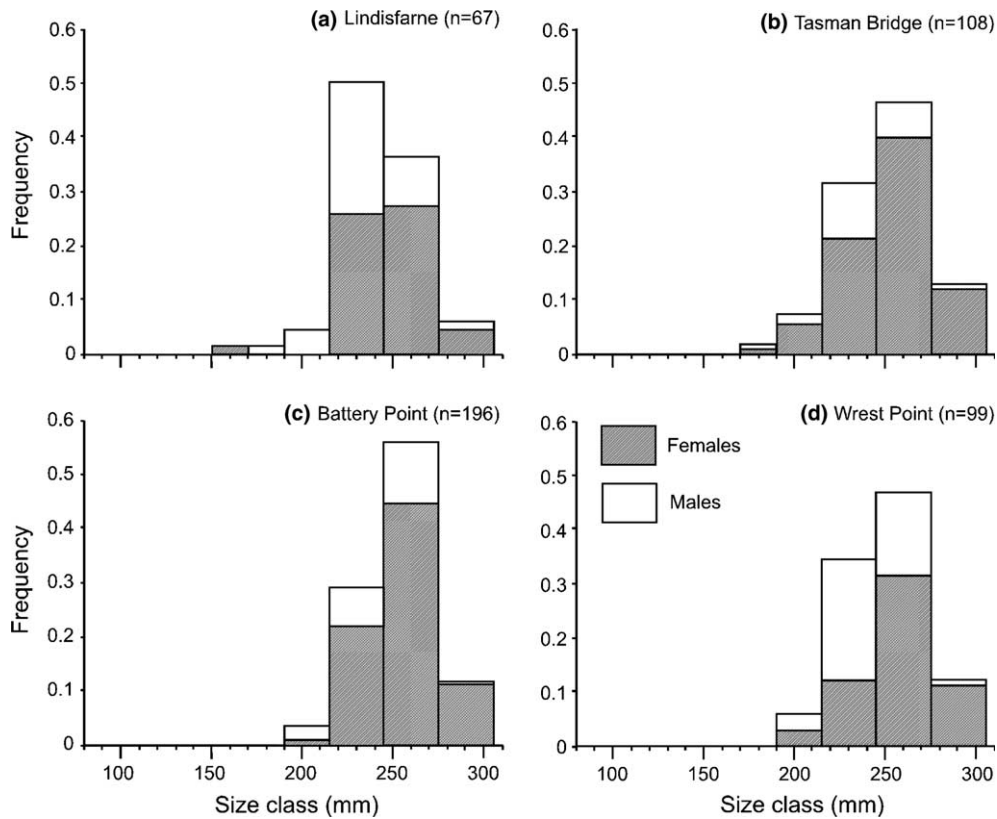 (a) Lindisfarne (n=67)
0.6
0.5
0.4
0.3
0.2
0.1
0
Frequency
(b) Tasman Bridge (n=108)
0.6
0.5
0.4
0.3
0.2
0.1
0
(c) Battery Point (n=196)
0.6
0.5
0.4
0.3
0.2
0.1
0
Frequency
100 150 200 250 300
Size class (mm)
(d) Wrest Point (n=99)
0.6
0.5
0.4
0.3
0.2
0.1
0
Females
Males
100 150 200 250 300
Size class (mm)